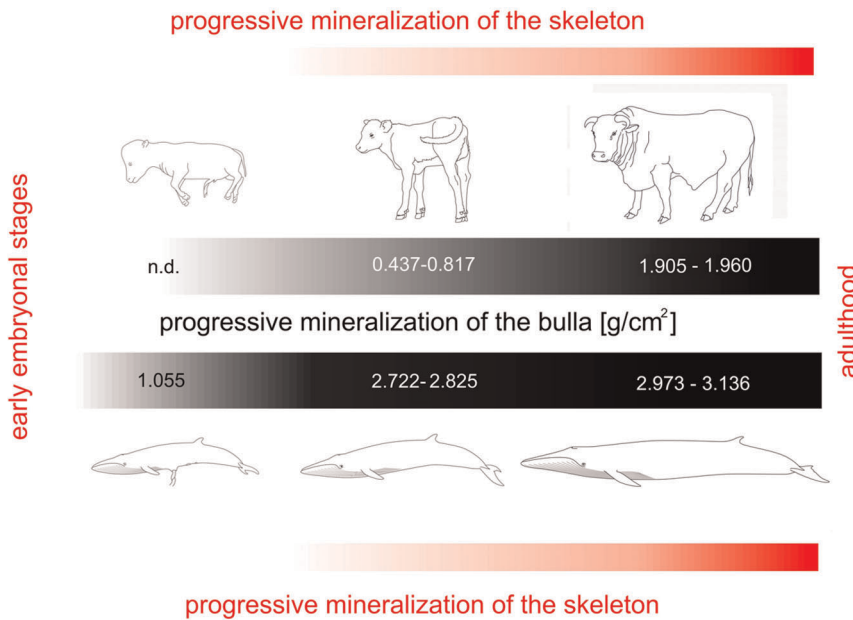 progressive mineralization of the skeleton
early embryonal stages
n.d.
0.437-0.817
1.905 - 1.960
progressive mineralization of the bulla [g/cm²]
adulthood
1.055
2.722-2.825
2.973 - 3.136
progressive mineralization of the skeleton